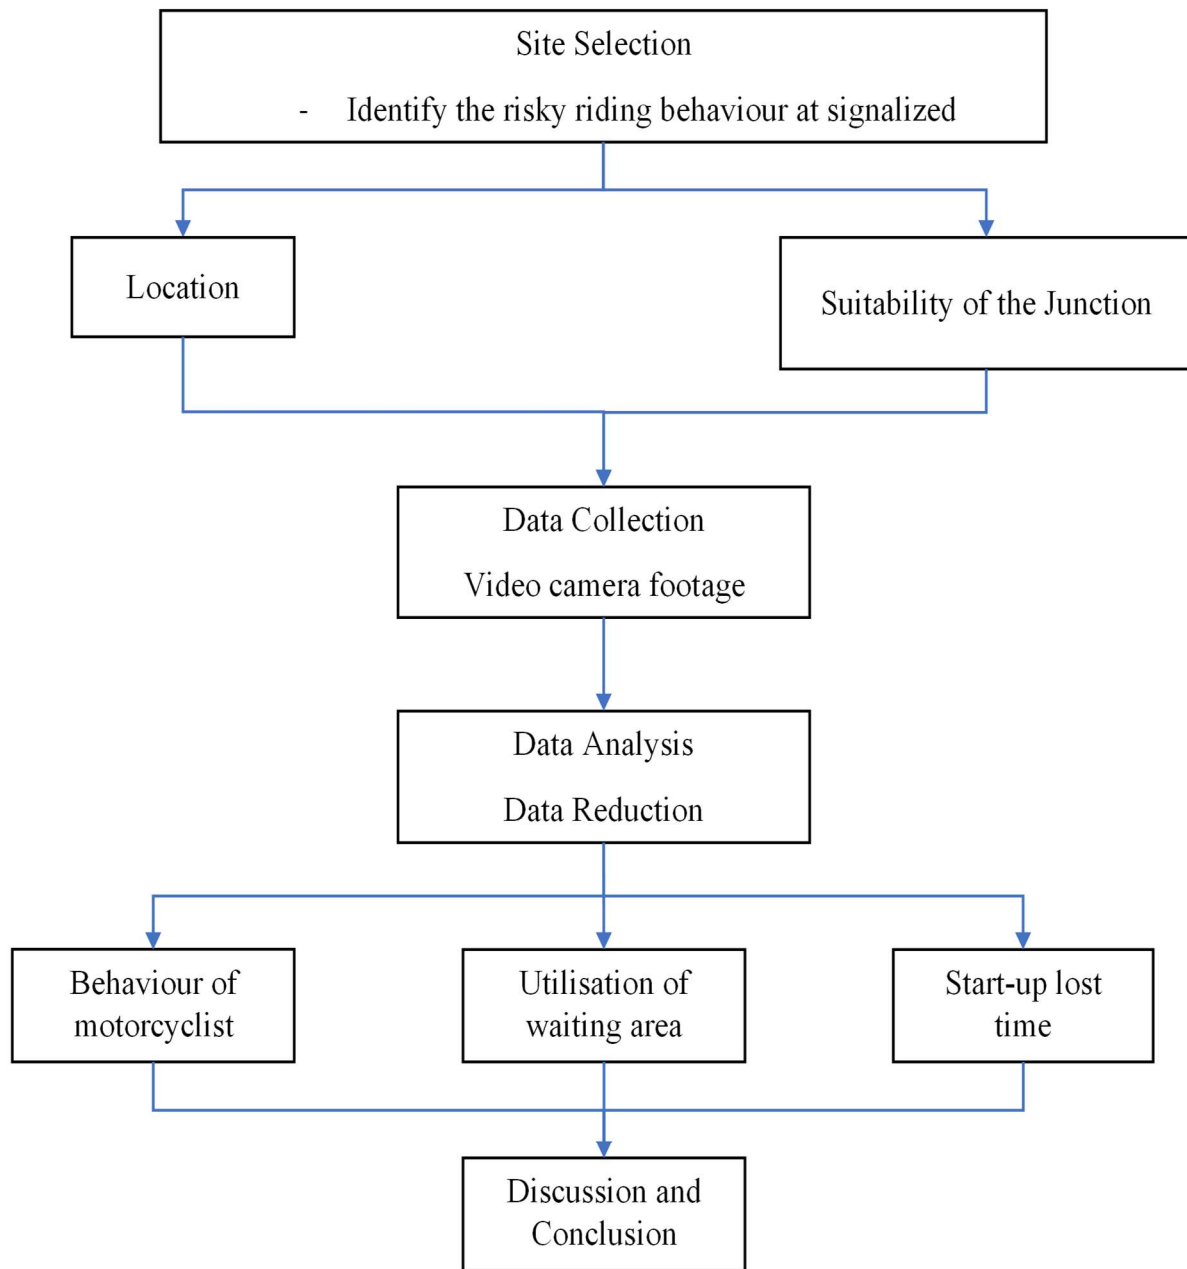 Site Selection
- Identify the risky riding behaviour at signalized
Location
Suitability of the Junction
Data Collection
Video camera footage
Data Analysis
Data Reduction
Behaviour of
motorcyclist
Utilisation of
waiting area
Start-up lost
time
Discussion and
Conclusion